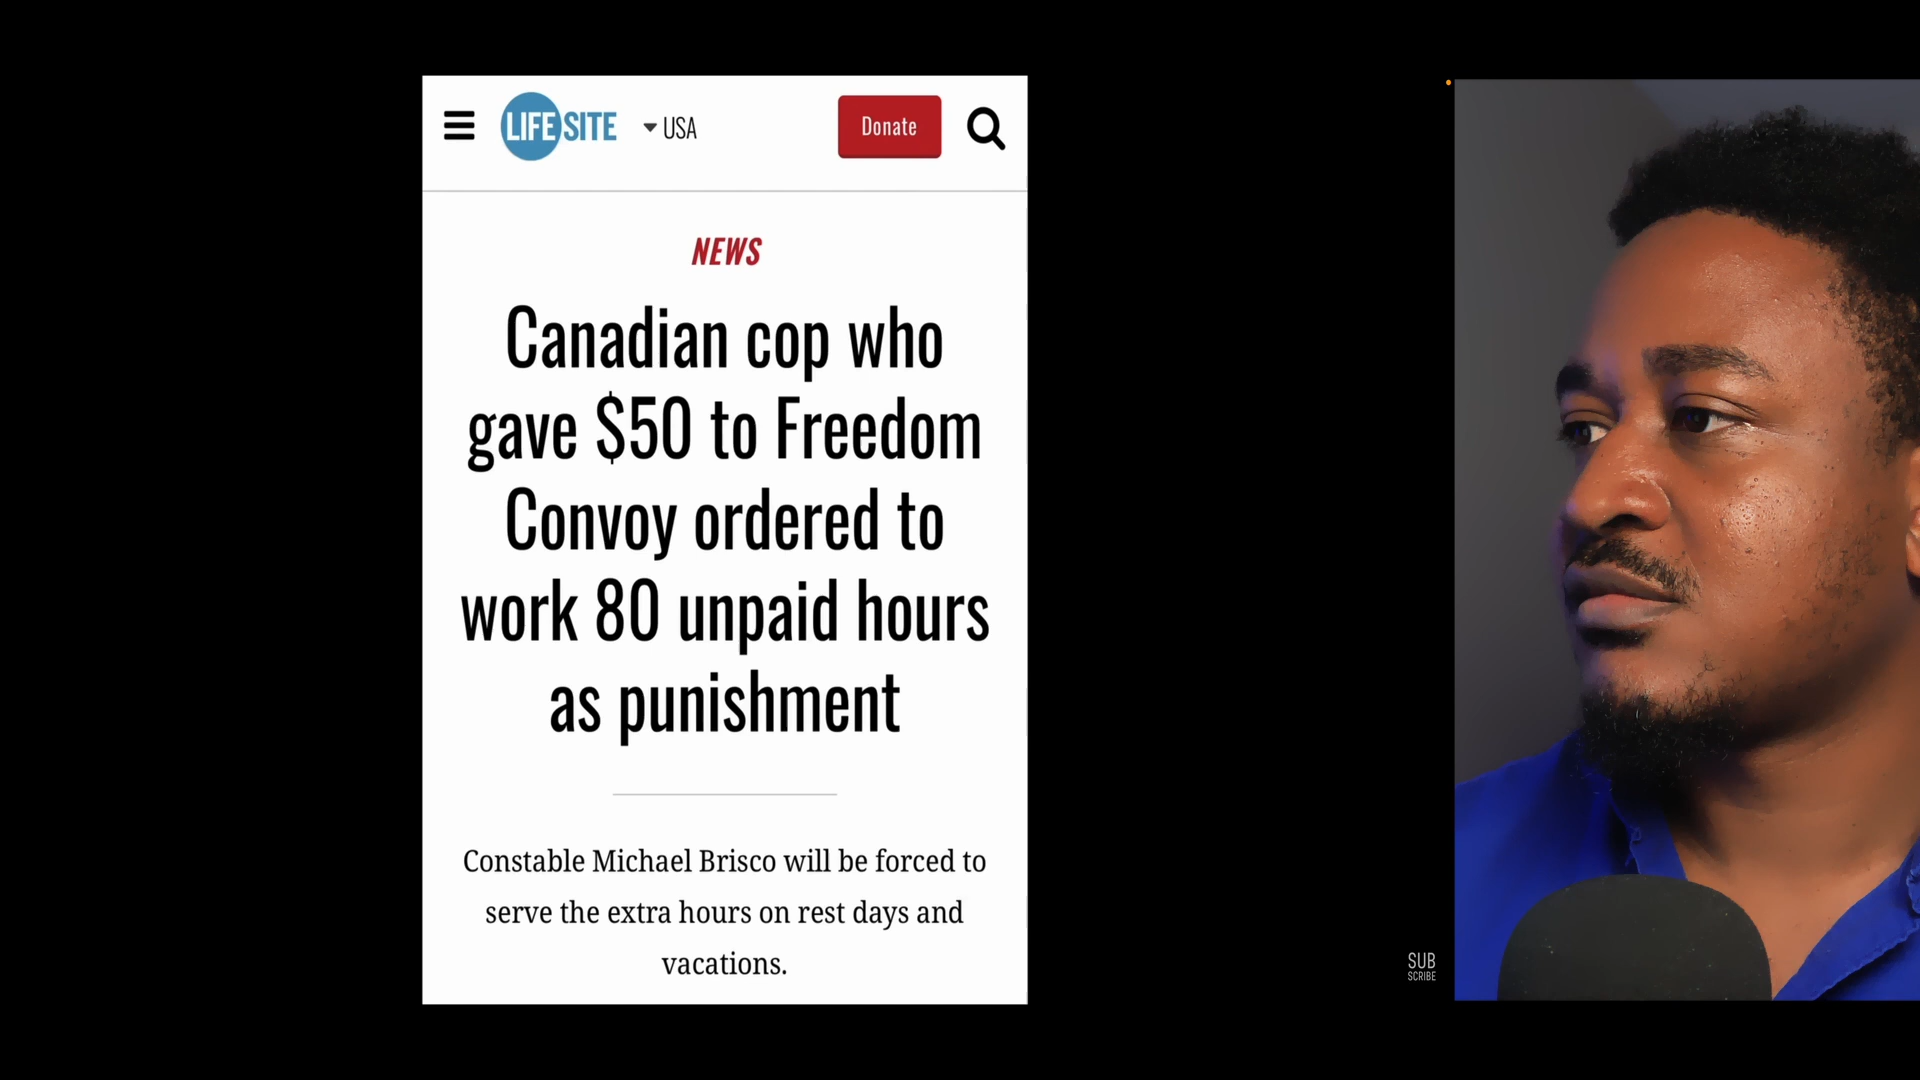 LIFESITE
USA
Donate
NEWS
Canadian cop who
gave $50 to Freedom
Convoy ordered to
work 80 unpaid hours
as punishment
Constable Michael Brisco will be forced to
serve the extra hours on rest days and
vacations.
SUB
SCRIBE